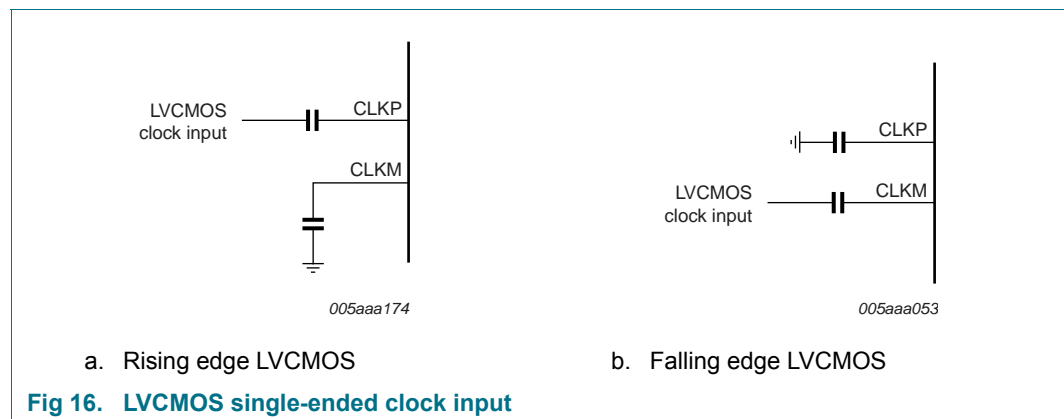 LVCMOS
clock input
CLKP
CLKM
005aaa174
a. Rising edge LVCMOS
CLKP
LVCMOS
clock input
CLKM
005aaa053
b. Falling edge LVCMOS
Fig 16. LVCMOS single-ended clock input